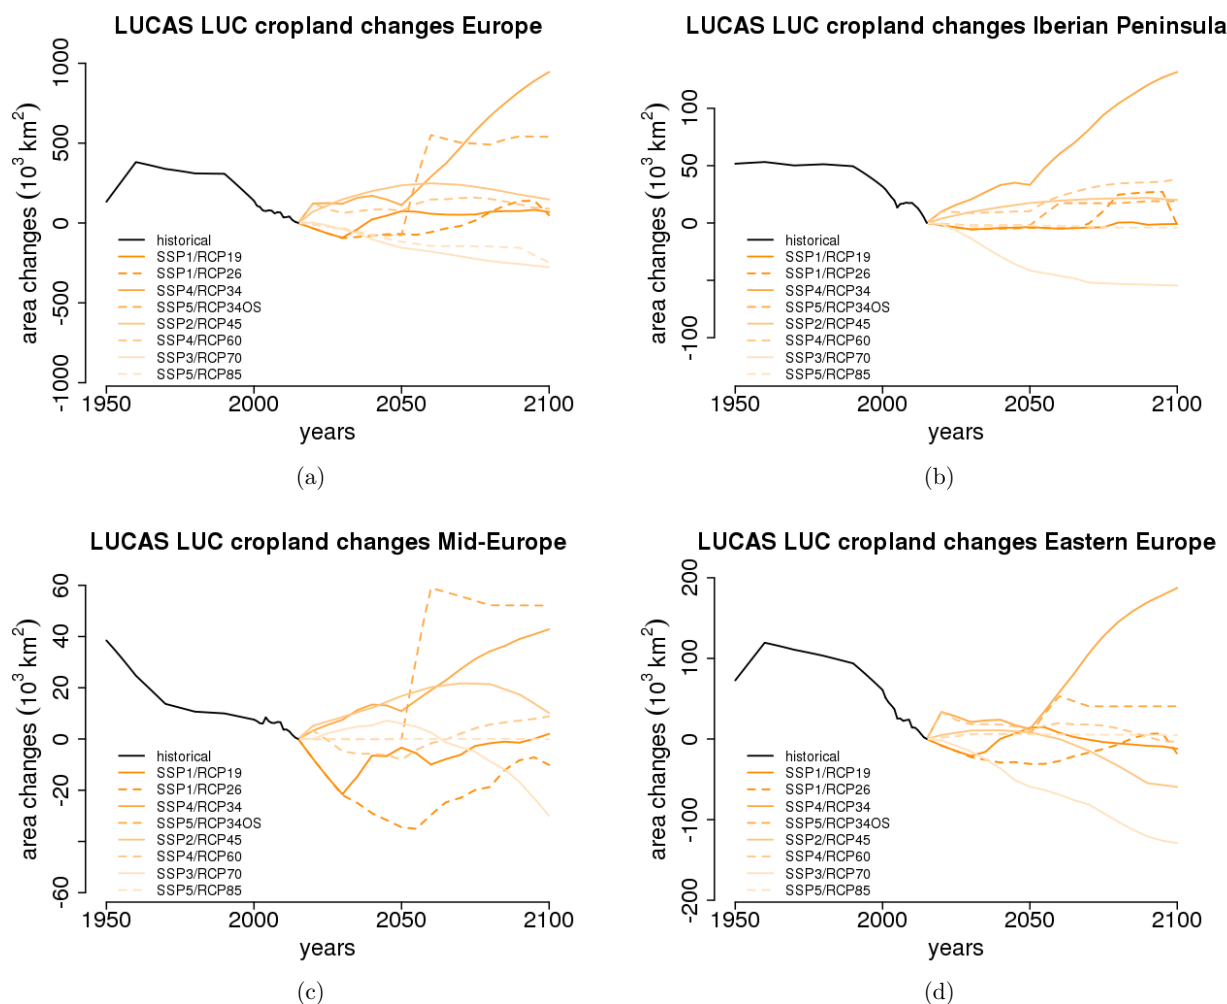 LUCAS LUC cropland changes Europe
area changes (10³ km²)
1000
500
0
-500
-1000
historical
SSP1/RCP19
SSP1/RCP26
SSP4/RCP34
SSP5/RCP34OS
SSP2/RCP45
SSP4/RCP60
SSP3/RCP70
SSP5/RCP85
1950 2000 2050 2100
years
(a)
LUCAS LUC cropland changes Iberian Peninsula
area changes (10³ km²)
100
50
0
-100
historical
SSP1/RCP19
SSP1/RCP26
SSP4/RCP34
SSP5/RCP34OS
SSP2/RCP45
SSP4/RCP60
SSP3/RCP70
SSP5/RCP85
1950 2000 2050 2100
years
(b)
LUCAS LUC cropland changes Mid-Europe
area changes (10³ km²)
60
40
20
0
-20
-60
historical
SSP1/RCP19
SSP1/RCP26
SSP4/RCP34
SSP5/RCP34OS
SSP2/RCP45
SSP4/RCP60
SSP3/RCP70
SSP5/RCP85
1950 2000 2050 2100
years
(c)
LUCAS LUC cropland changes Eastern Europe
area changes (10³ km²)
200
100
0
-100
-200
historical
SSP1/RCP19
SSP1/RCP26
SSP4/RCP34
SSP5/RCP34OS
SSP2/RCP45
SSP4/RCP60
SSP3/RCP70
SSP5/RCP85
1950 2000 2050 2100
years
(d)